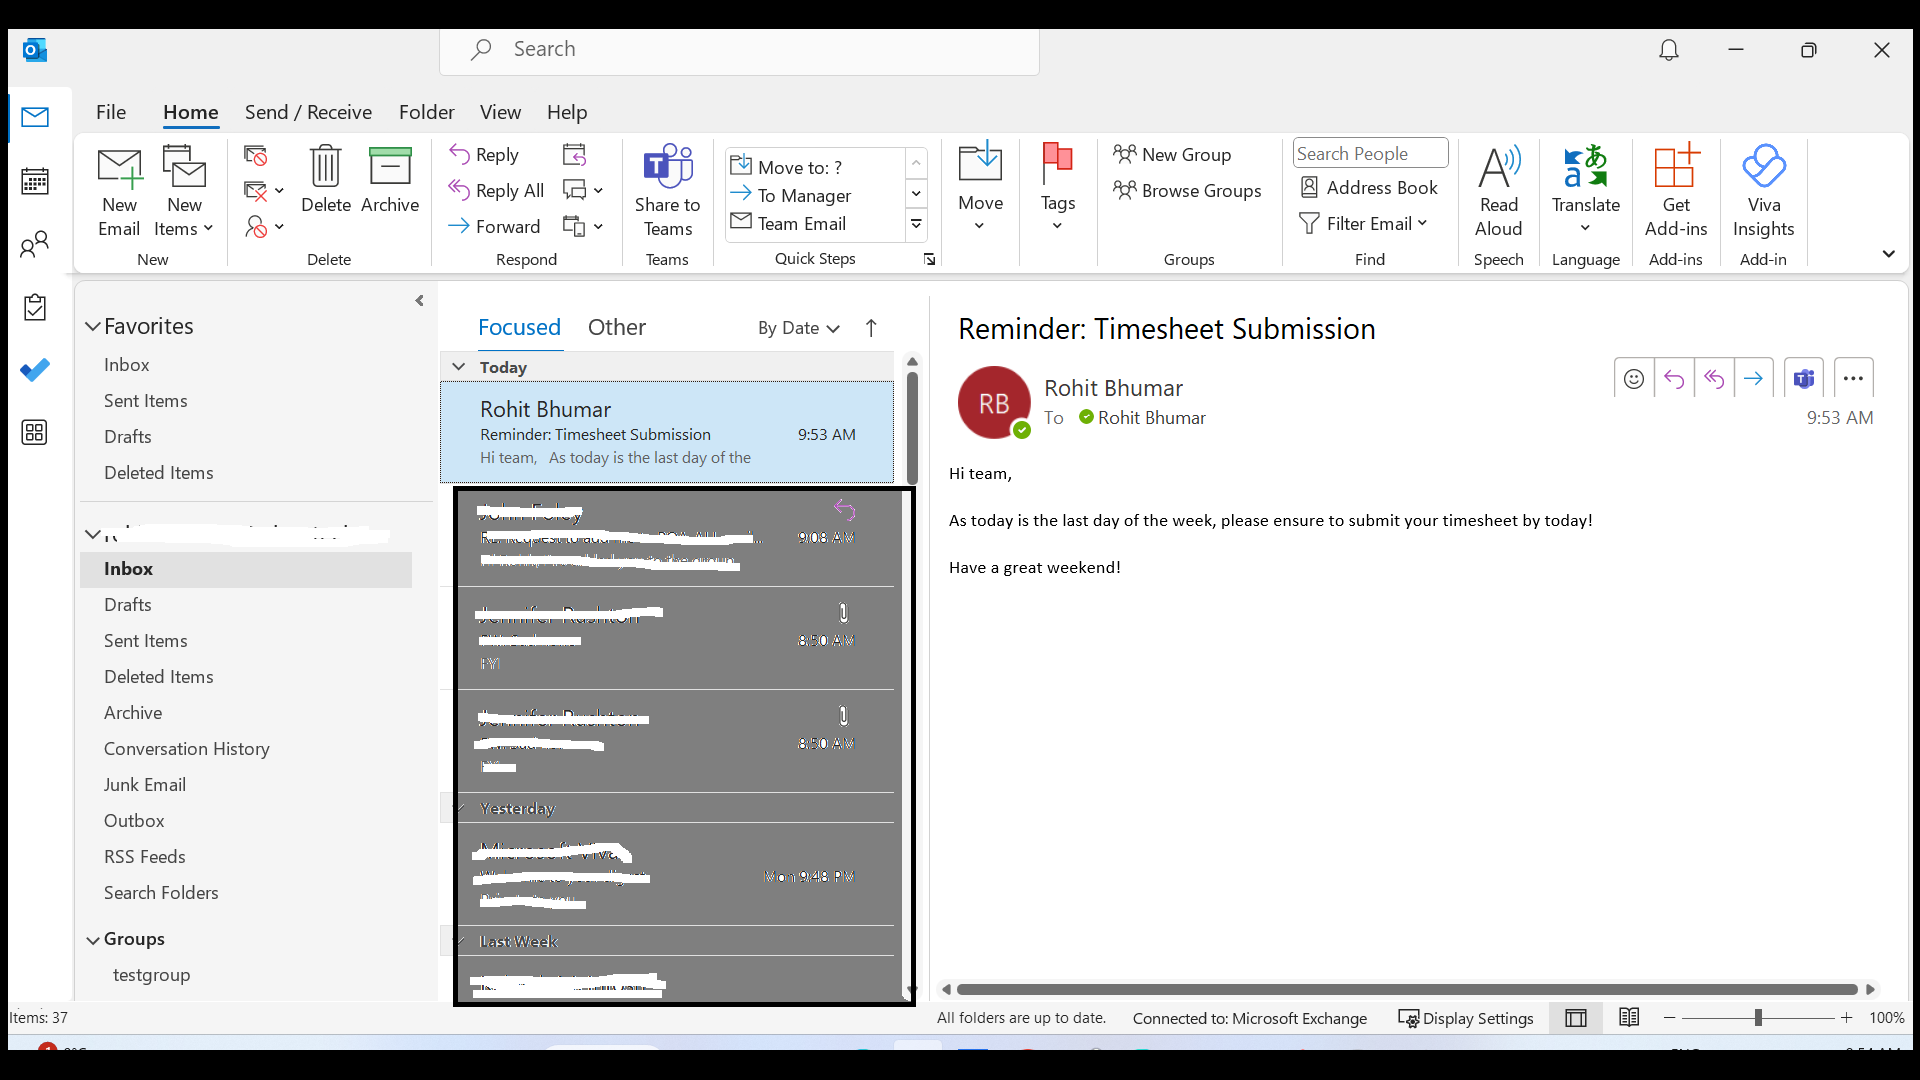 Search
File Home Send / Receive Folder View Help
New Email
New Items
New
Delete
Archive
Delete
Reply
Reply All
Forward
Respond
Share to Teams
Teams
Move to: ?
To Manager
Team Email
Quick Steps
Move
Tags
New Group
Browse Groups
Groups
Search People
Address Book
Filter Email
Find
Read Aloud
Speech
Translate
Language
Get Add-ins
Add-ins
Viva Insights
Add-in
Favorites
Inbox
Sent Items
Drafts
Deleted Items
Inbox
Drafts
Sent Items
Deleted Items
Archive
Conversation History
Junk Email
Outbox
RSS Feeds
Search Folders
Groups
testgroup
Focused Other By Date
Today
Rohit Bhumar
Reminder: Timesheet Submission 9:53 AM
Hi team, As today is the last day of the
9:08 AM
8:50 AM
FYI
8:50 AM
Yesterday
Mon 9:48 PM
Last Week
Reminder: Timesheet Submission
RB
Rohit Bhumar
To Rohit Bhumar
9:53 AM
Hi team,
As today is the last day of the week, please ensure to submit your timesheet by today!
Have a great weekend!
Items: 37
All folders are up to date. Connected to: Microsoft Exchange Display Settings 100%